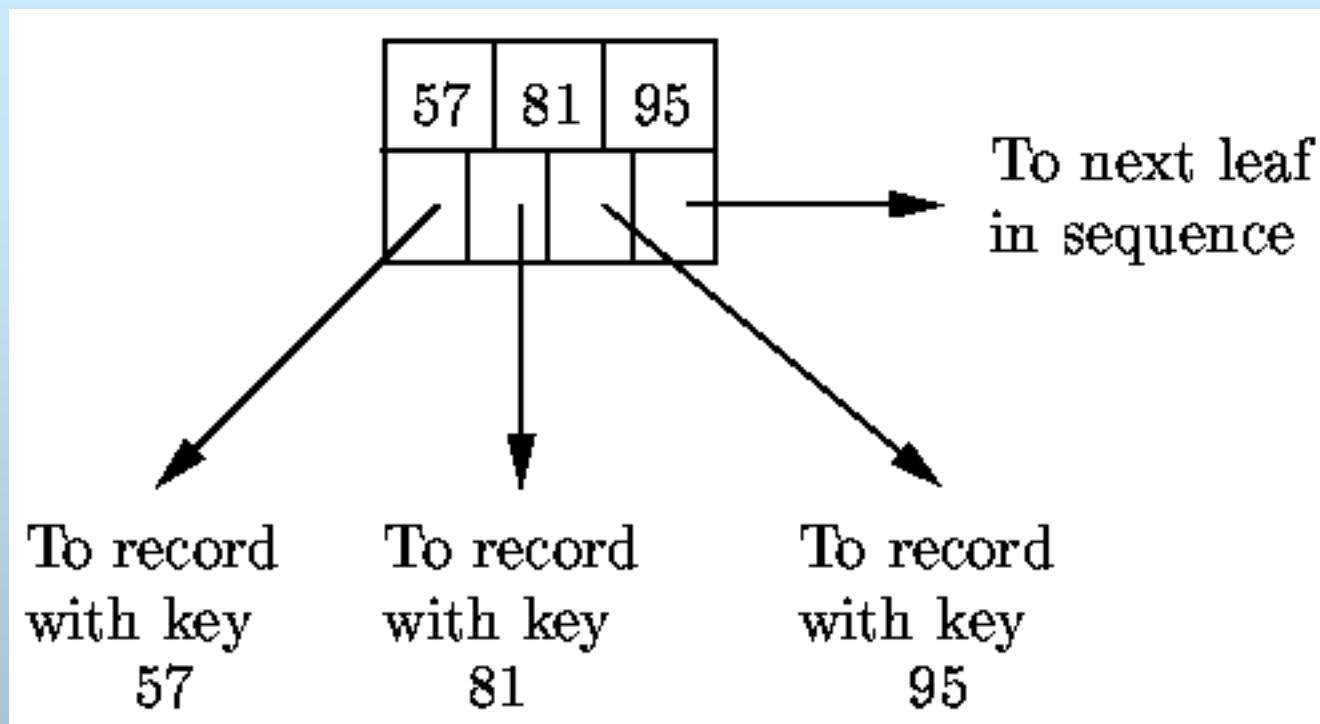 57 81 95
To next leaf
in sequence
To record
with key
57
To record
with key
81
To record
with key
95